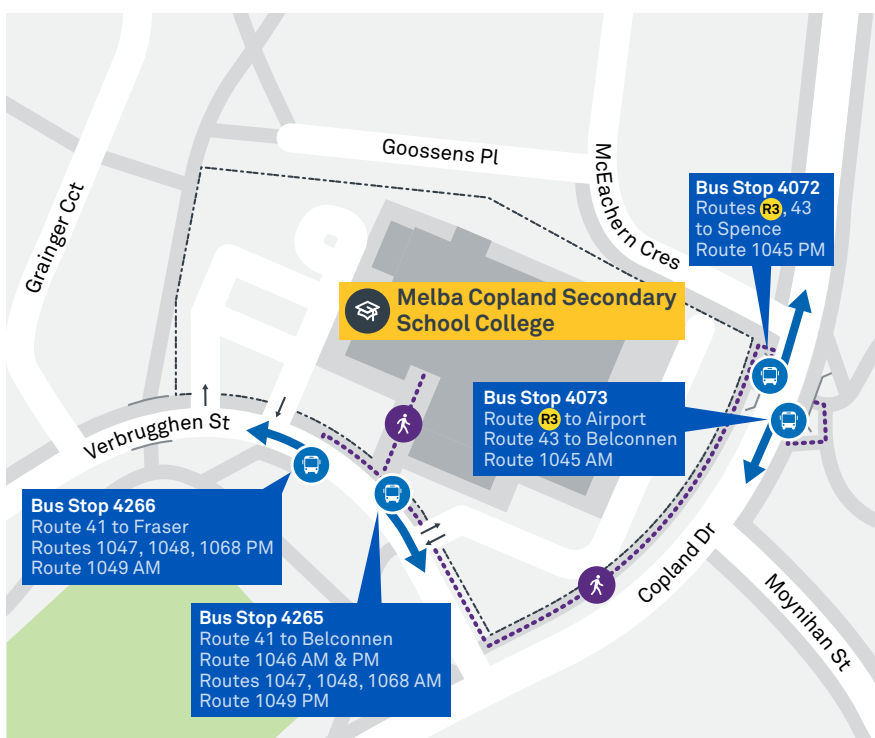 Goossens Pl
McEachern Cres
Grainger Cct
Bus Stop 4072
Routes R3, 43
to Spence
Route 1045 PM
Melba Copland Secondary
School College
Bus Stop 4073
Route R3 to Airport
Route 43 to Belconnen
Route 1045 AM
Verbrugghen St
Bus Stop 4266
Route 41 to Fraser
Routes 1047, 1048, 1068 PM
Route 1049 AM
Copland Dr
Moynihan St
Bus Stop 4265
Route 41 to Belconnen
Route 1046 AM & PM
Routes 1047, 1048, 1068 AM
Route 1049 PM